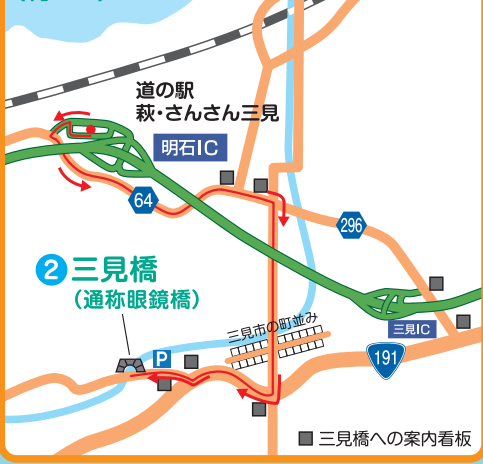 道の駅
萩・さんさん三見
明石IC
64
296
2 三見橋
(通称眼鏡橋)
三見市の町並み
三見IC
P
191
三見橋への案内看板